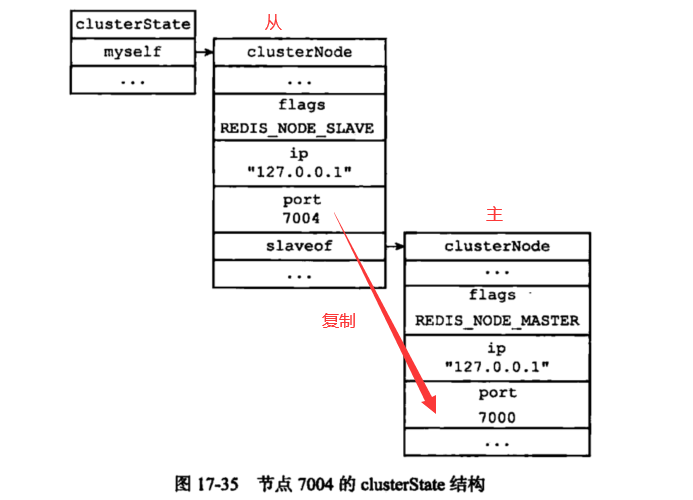 clusterState
myself
...
从
clusterNode
...
flags
REDIS_NODE_SLAVE
ip
"127.0.0.1"
port
7004
slaveof
...
复制
主
clusterNode
...
flags
REDIS_NODE_MASTER
ip
"127.0.0.1"
port
7000
...
图 17-35 节点 7004 的 clusterState 结构